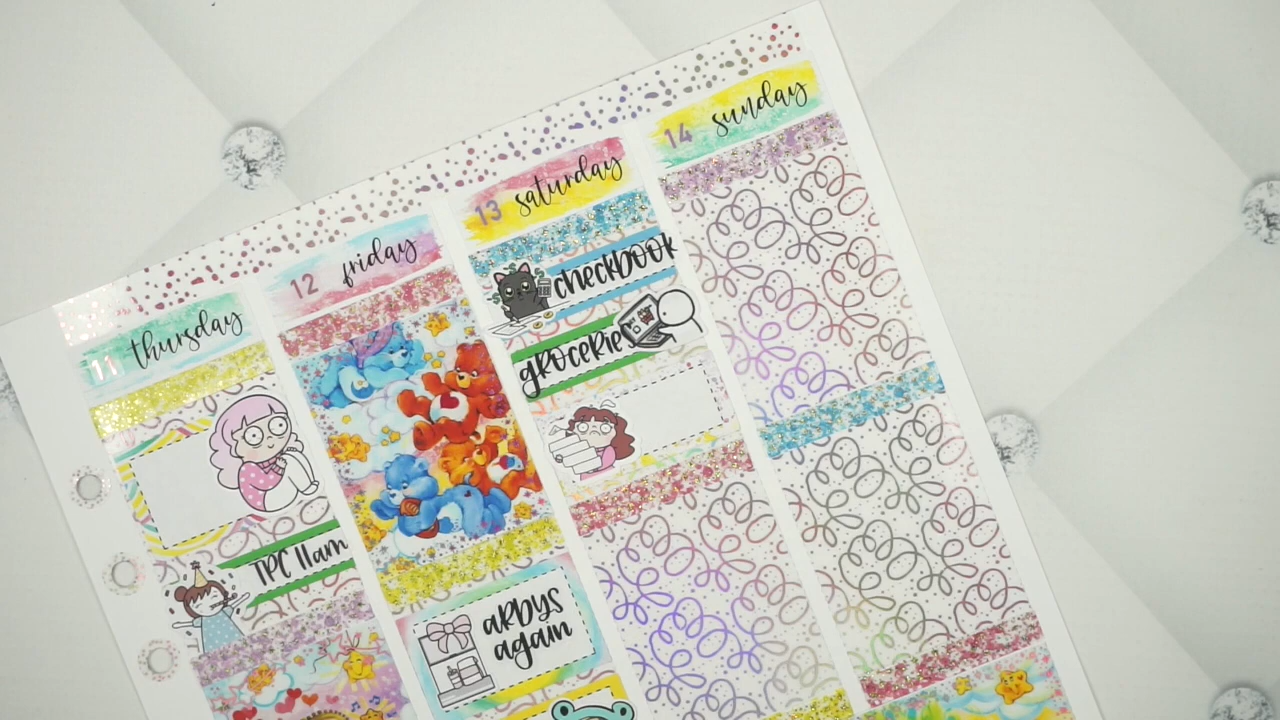 11 thursday
12 friday
13 saturday
14 sunday
TPC 11am
arbys
again
checkbook
groceries